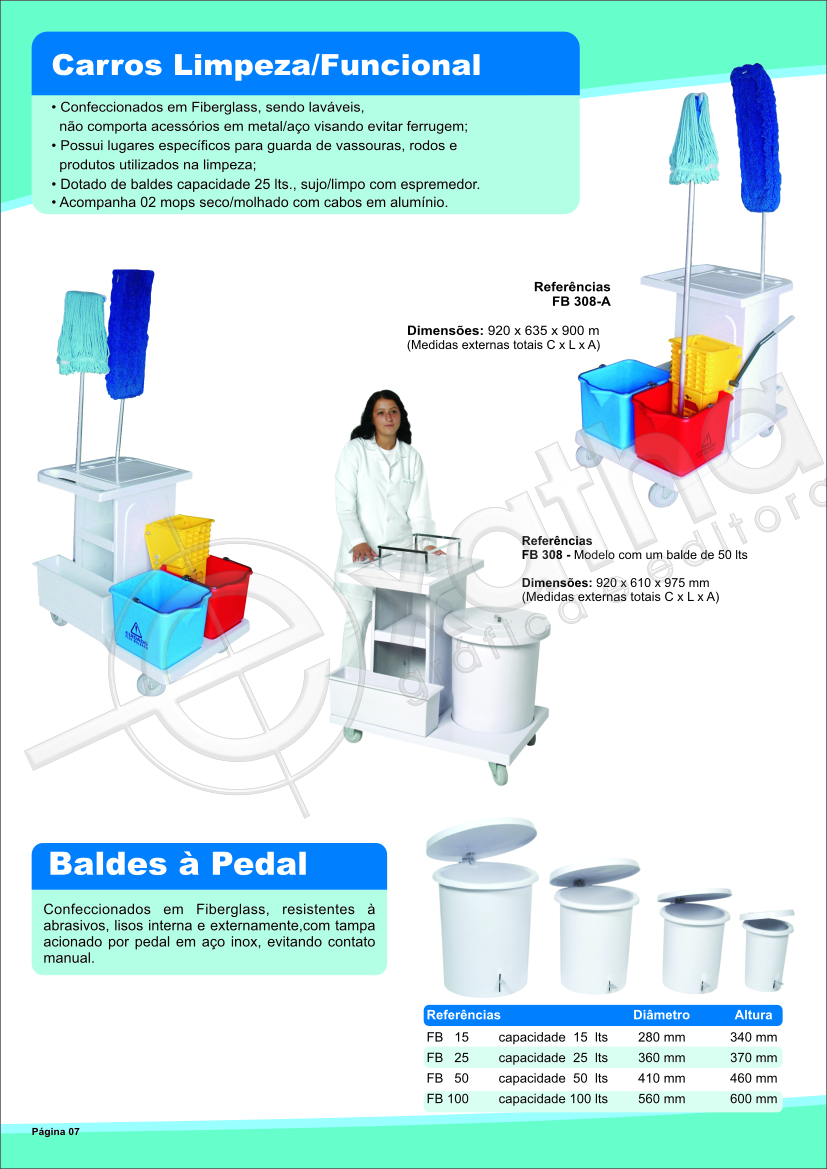 Carros Limpeza/Funcional
• Confeccionados em Fiberglass, sendo laváveis,
não comporta acessórios em metal/aço visando evitar ferrugem;
• Possui lugares específicos para guarda de vassouras, rodos e
produtos utilizados na limpeza;
• Dotado de baldes capacidade 25 lts., sujo/limpo com espremedor.
• Acompanha 02 mops seco/molhado com cabos em alumínio.
Referências
FB 308-A
Dimensões: 920 x 635 x 900 m
(Medidas externas totais C x L x A)
Referências
FB 308 - Modelo com um balde de 50 lts
Dimensões: 920 x 610 x 975 mm
(Medidas externas totais C x L x A)
gráfica e editora
Baldes à Pedal
Confeccionados em Fiberglass, resistentes à
abrasivos, lisos interna e externamente,com tampa
acionado por pedal em aço inox, evitando contato
manual.
Referências Diâmetro Altura
FB 15 capacidade 15 lts 280 mm 340 mm
FB 25 capacidade 25 lts 360 mm 370 mm
FB 50 capacidade 50 lts 410 mm 460 mm
FB 100 capacidade 100 lts 560 mm 600 mm
Página 07